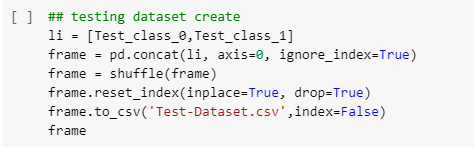 [ ] ## testing dataset create
li = [Test_class_0,Test_class_1]
frame = pd.concat(li, axis=0, ignore_index=True)
frame = shuffle(frame)
frame.reset_index(inplace=True, drop=True)
frame.to_csv('Test-Dataset.csv',index=False)
frame